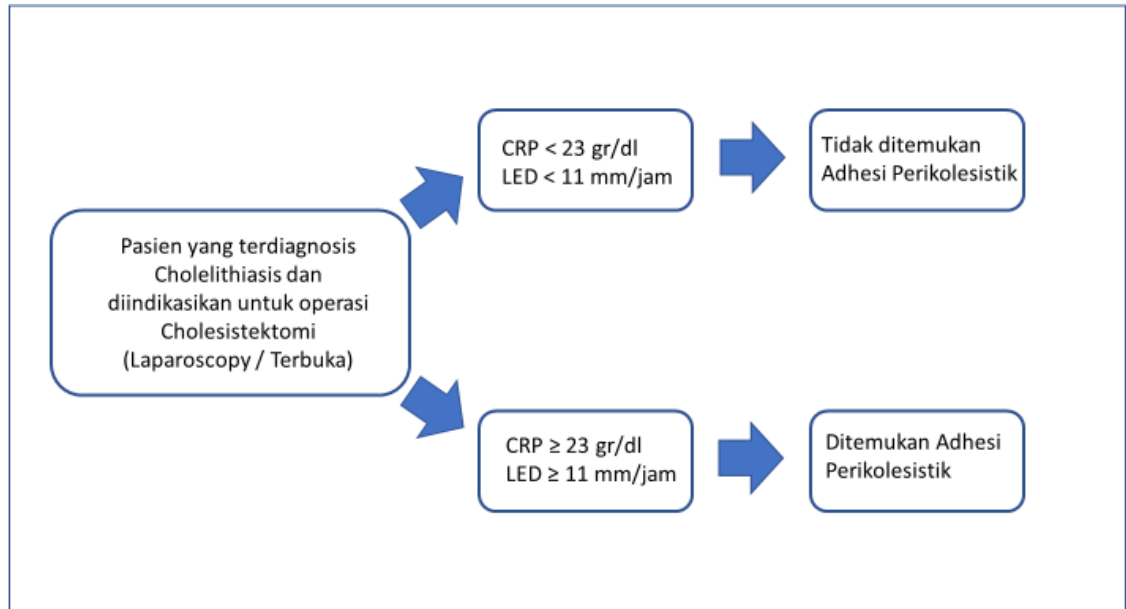 Pasien yang terdiagnosis
Cholelithiasis dan
diindikasikan untuk operasi
Cholesistektomi
(Laparoscopy / Terbuka)
CRP < 23 gr/dl
LED < 11 mm/jam
Tidak ditemukan
Adhesi Perikolesistik
CRP ≥ 23 gr/dl
LED ≥ 11 mm/jam
Ditemukan Adhesi
Perikolesistik